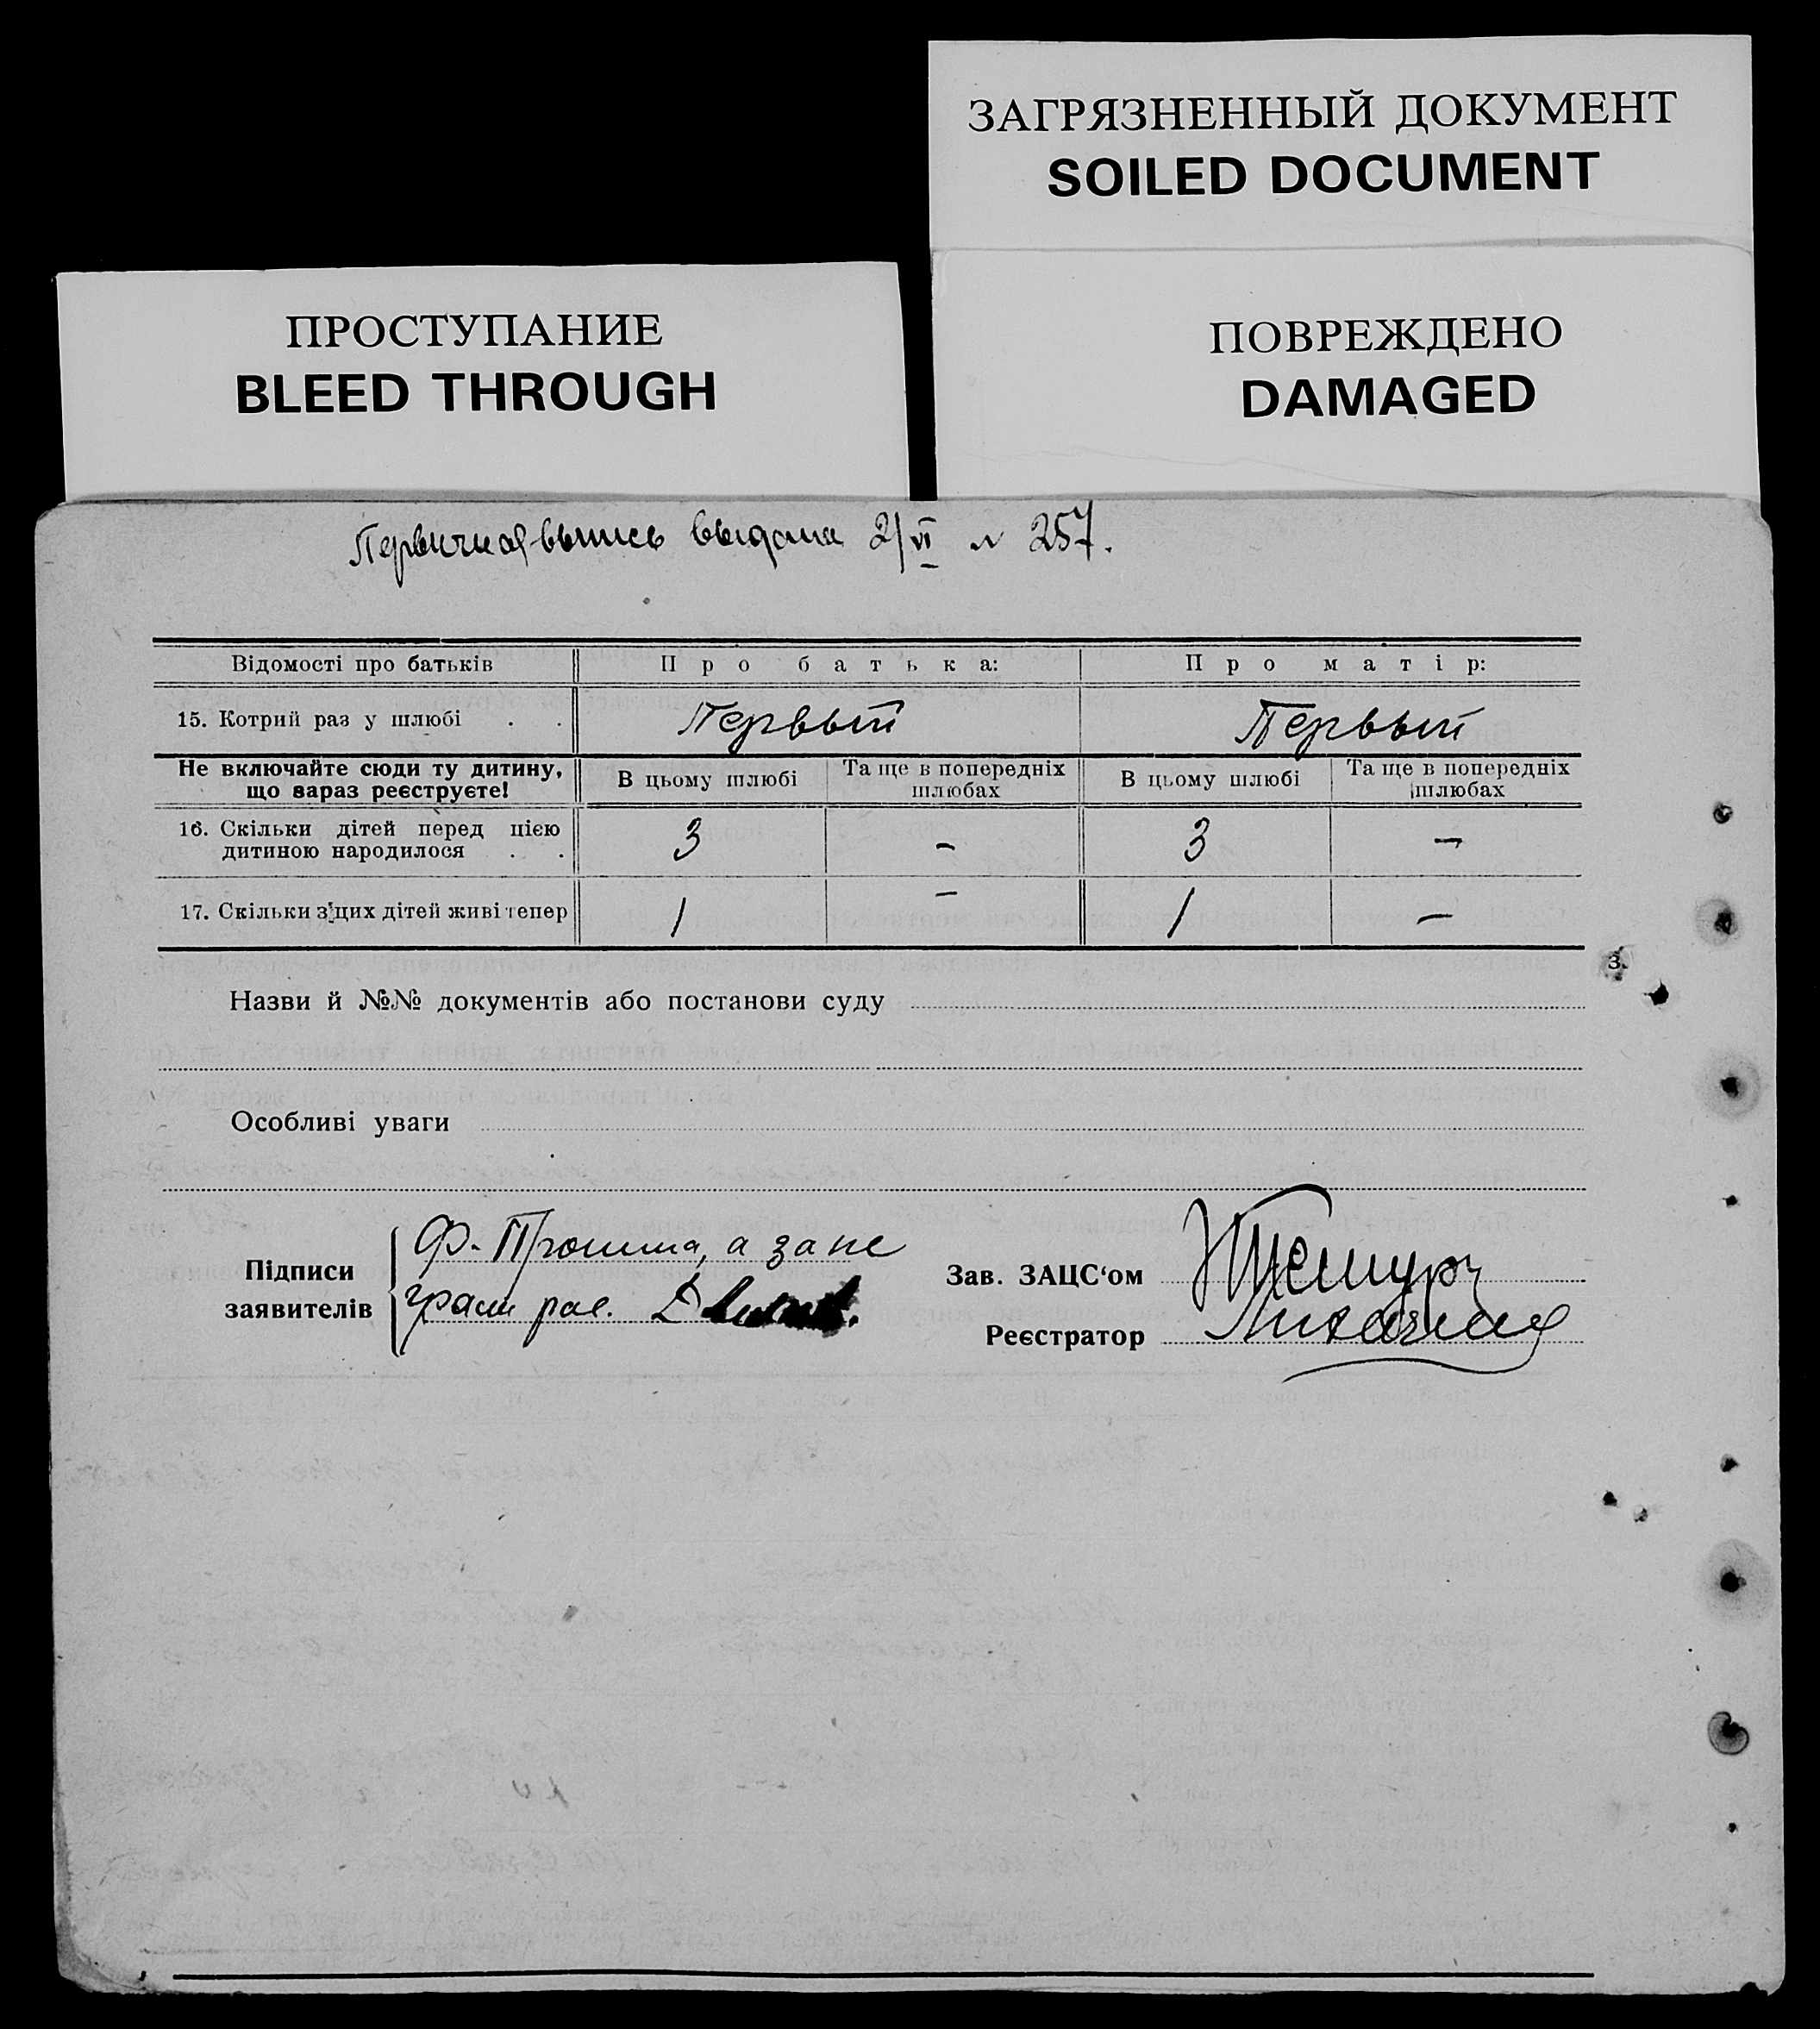 ЗАГРЯЗНЕННЫЙ ДОКУМЕНТ
SOILED DOCUMENT
ПРОСТУПАНИЕ
BLEED THROUGH
ПОВРЕЖДЕНО
DAMAGED
Первичная выпись выдана 2/VI № 257.
Відомості про батьків Про батька: Про матір:
15. Котрий раз у шлюбі . . Первый Первый
Не включайте сюди ту дитину, що зараз реєструєте! В цьому шлюбі Та ще в попередніх шлюбах В цьому шлюбі Та ще в попередніх шлюбах
16. Скільки дітей перед цією дитиною народилося . . 3 – 3 –
17. Скільки з цих дітей живі тепер 1 – 1 –
з.
Назви й №№ документів або постанови суду
Особливі уваги
Підписи заявителів
а за не
грам рас.
Зав. ЗАЦС‘ом
Реєстратор